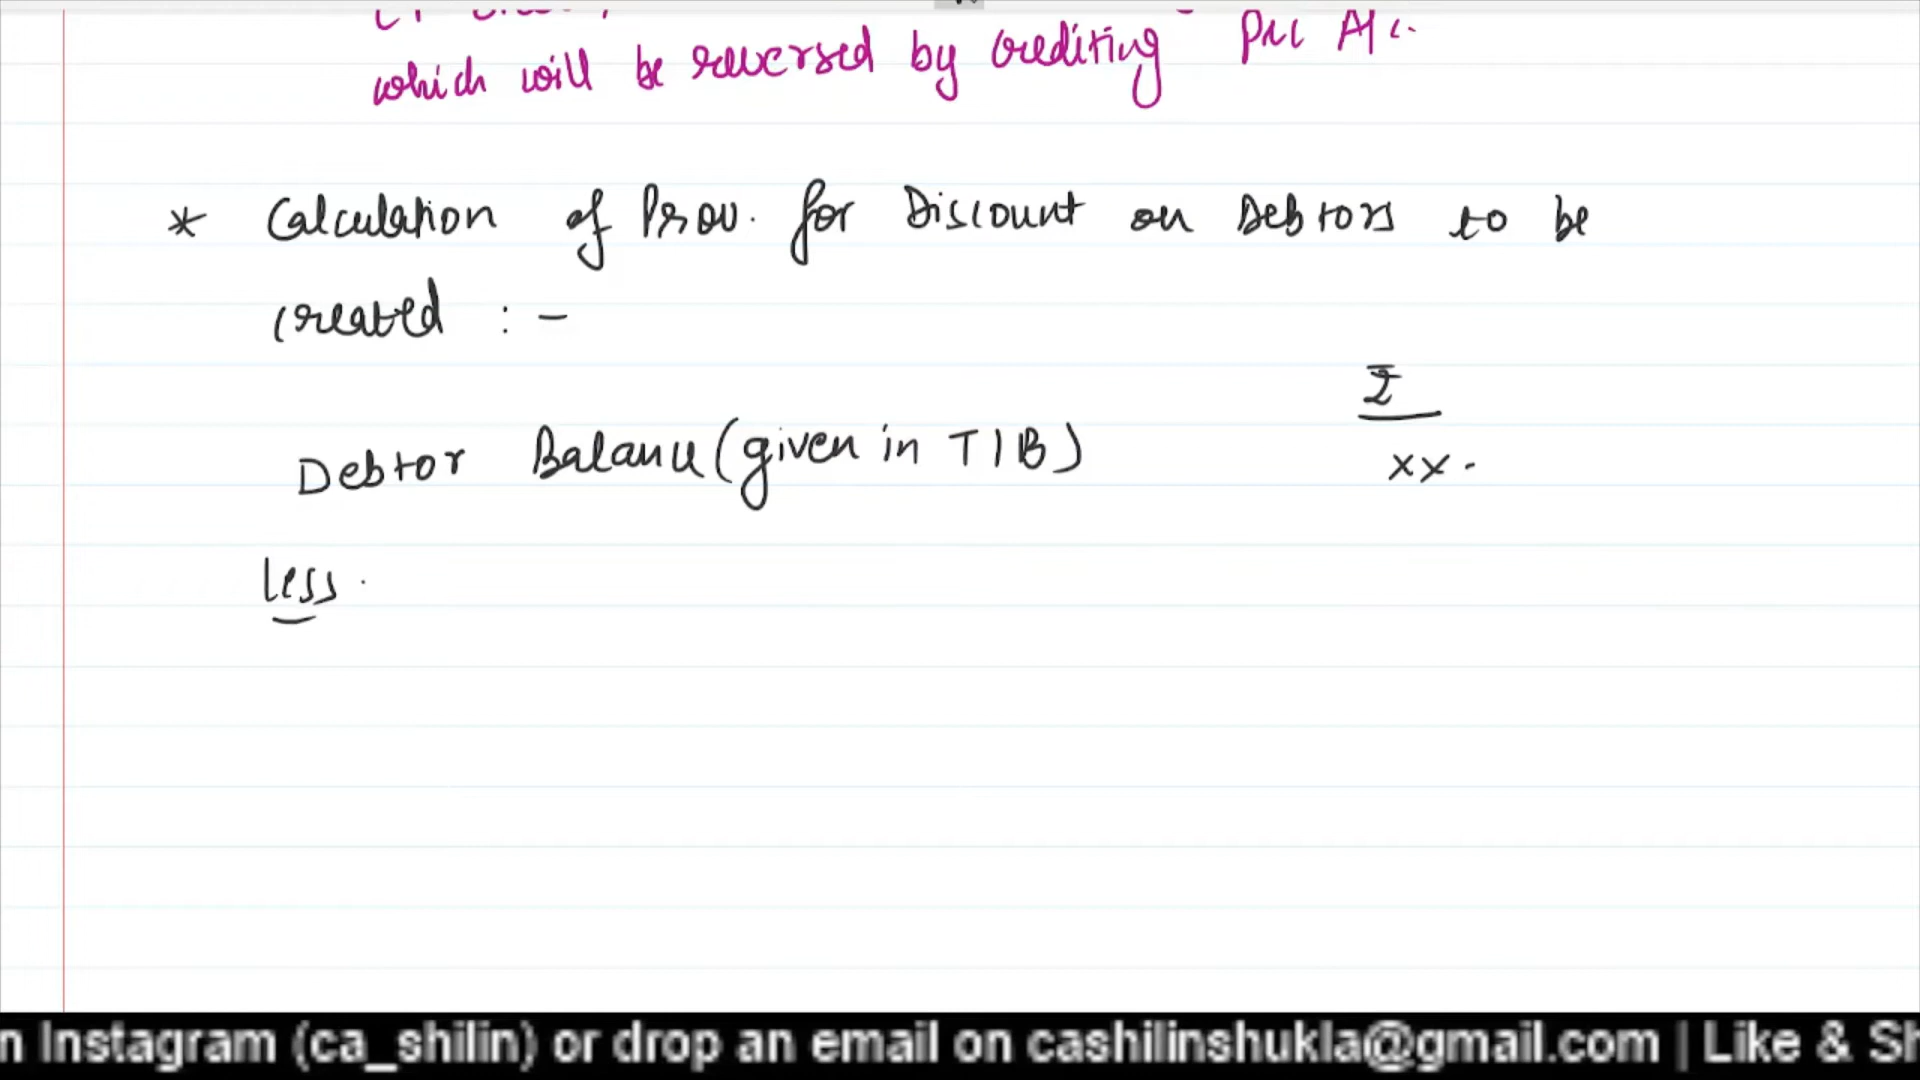 which will be reversed by crediting P&L A/c.
* Calculation of Prov. for Discount on Debtors to be
created : -
₹
Debtor Balance (given in T/B) xx.
less.
n Instagram (ca_shilin) or drop an email on cashilinshukla@gmail.com | Like & Sh